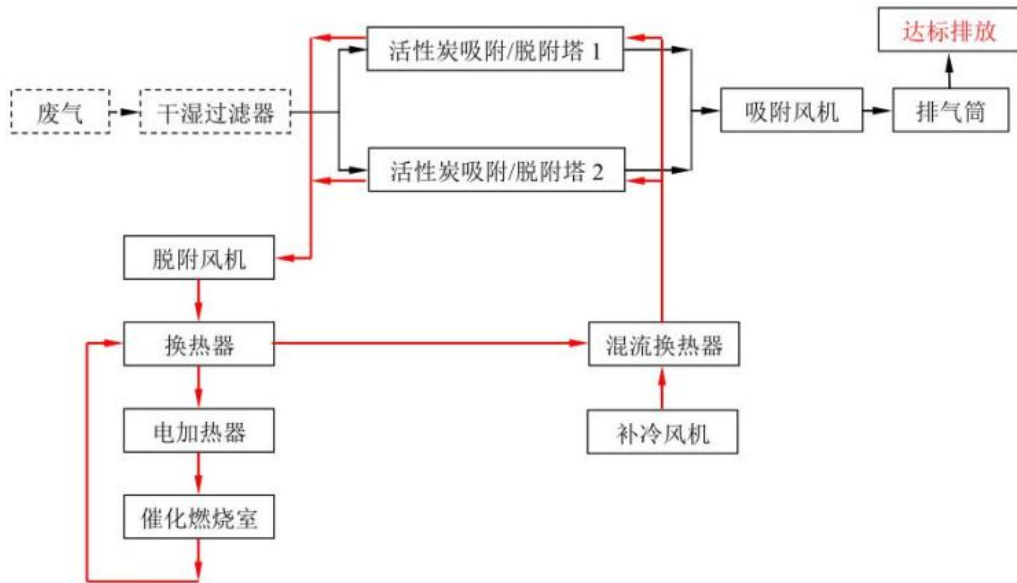 达标排放
活性炭吸附/脱附塔 1
废气
干湿过滤器
吸附风机
排气筒
活性炭吸附/脱附塔 2
脱附风机
换热器
混流换热器
电加热器
补冷风机
催化燃烧室